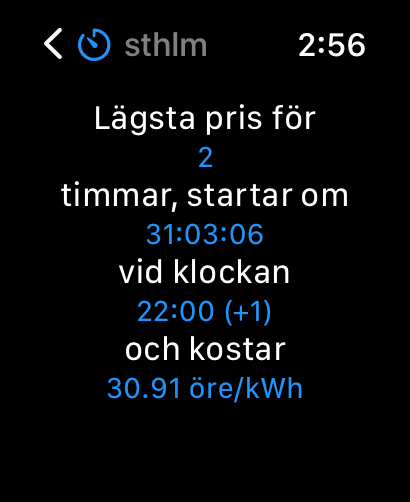 sthlm 2:56
Lägsta pris för
2
timmar, startar om
31:03:06
vid klockan
22:00 (+1)
och kostar
30.91 öre/kWh